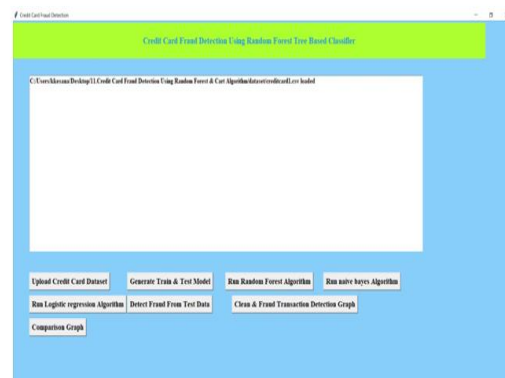 Credit Card Fraud Detection
Credit Card Fraud Detection Using Random Forest Tree Based Classifier
C:/Users/bhavana/Desktop/11.Credit Card Fraud Detection Using Random Forest & Cart Algorithm/dataset/creditcard1.csv loaded
Upload Credit Card Dataset Generate Train & Test Model Run Random Forest Algorithm Run naive bayes Algorithm
Run Logistic regression Algorithm Detect Fraud From Test Data Clean & Fraud Transaction Detection Graph
Comparison Graph